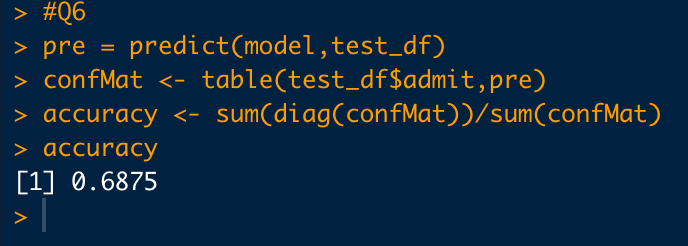 > #Q6
> pre = predict(model,test_df)
> confMat <- table(test_df$admit,pre)
> accuracy <- sum(diag(confMat))/sum(confMat)
> accuracy
[1] 0.6875
>